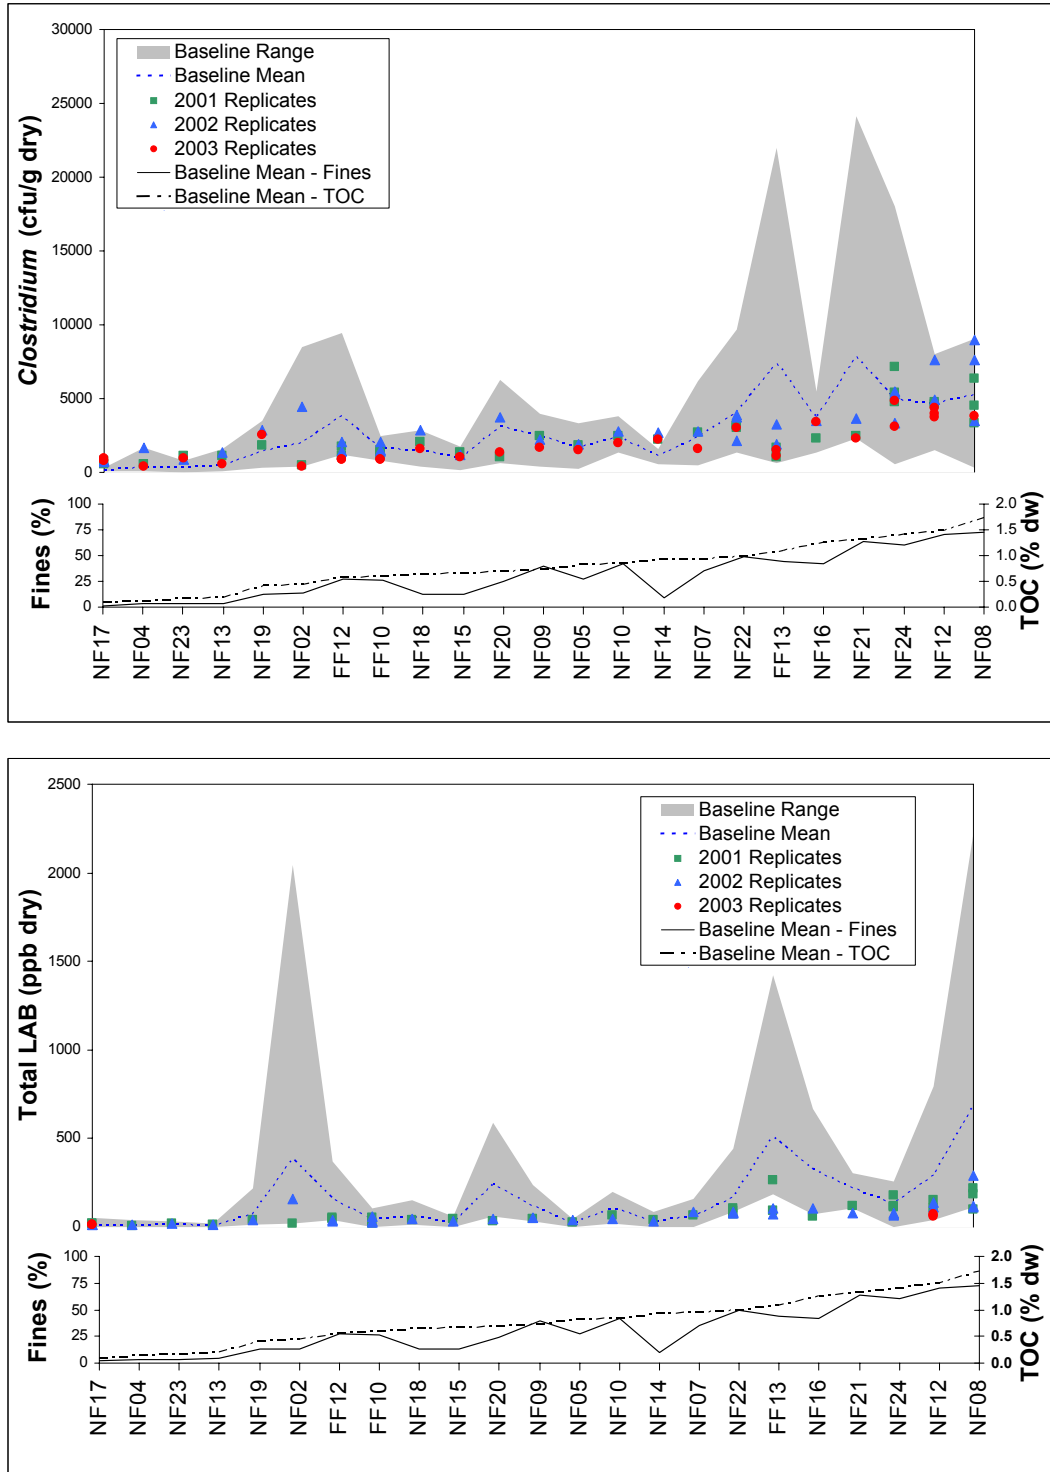 30000
25000
20000
15000
10000
5000
0
Clostridium (cfu/g dry)
Baseline Range
Baseline Mean
2001 Replicates
2002 Replicates
2003 Replicates
Baseline Mean - Fines
Baseline Mean - TOC
100
75
50
25
0
Fines (%)
2.0
1.5
1.0
0.5
0.0
TOC (% dw)
NF17
NF04
NF23
NF13
NF19
NF02
FF12
FF10
NF18
NF15
NF20
NF09
NF05
NF10
NF14
NF07
NF22
FF13
NF16
NF21
NF24
NF12
NF08
2500
2000
1500
1000
500
0
Total LAB (ppb dry)
Baseline Range
Baseline Mean
2001 Replicates
2002 Replicates
2003 Replicates
Baseline Mean - Fines
Baseline Mean - TOC
100
75
50
25
0
Fines (%)
2.0
1.5
1.0
0.5
0.0
TOC (% dw)
NF17
NF04
NF23
NF13
NF19
NF02
FF12
FF10
NF18
NF15
NF20
NF09
NF05
NF10
NF14
NF07
NF22
FF13
NF16
NF21
NF24
NF12
NF08